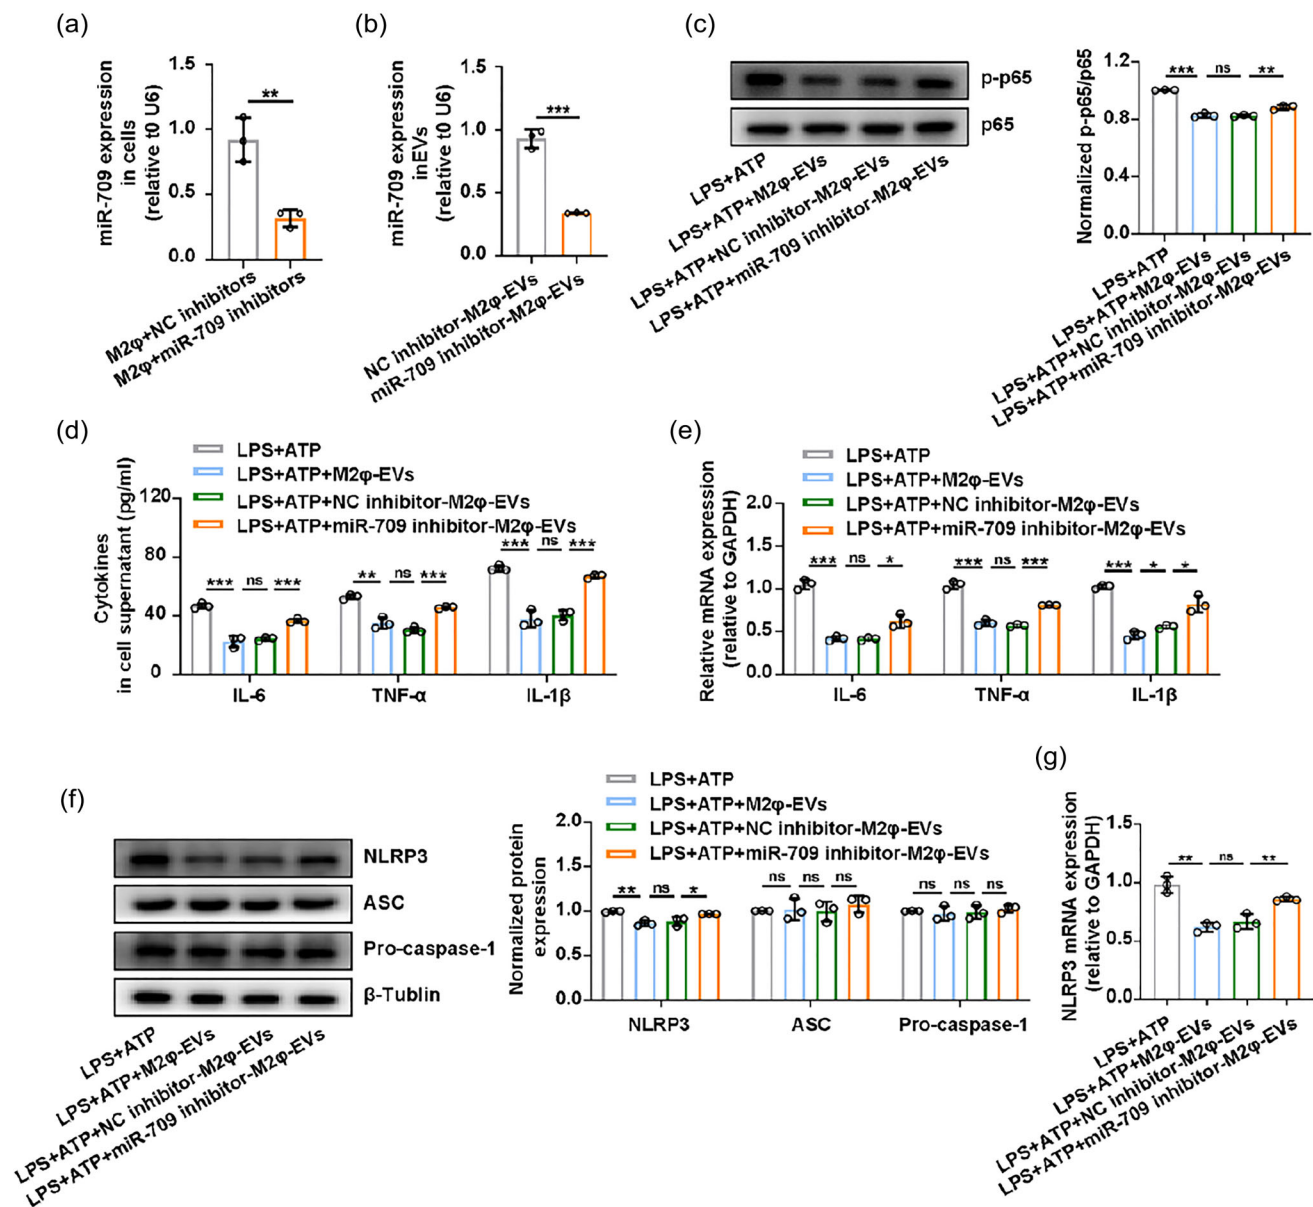 (a)
miR-709 expression
in cells
(relative t0 U6)
1.5
1.0
0.5
0.0
**
M2φ+NC inhibitors
M2φ+miR-709 inhibitors
(b)
miR-709 expression
inEVs
(relative t0 U6)
1.5
1.0
0.5
0.0
***
NC inhibitor-M2φ-EVs
miR-709 inhibitor-M2φ-EVs
(c)
p-p65
p65
LPS+ATP
LPS+ATP+M2φ-EVs
LPS+ATP+NC inhibitor-M2φ-EVs
LPS+ATP+miR-709 inhibitor-M2φ-EVs
Normalized p-p65/p65
1.2
0.8
0.4
0.0
*** ns **
LPS+ATP
LPS+ATP+M2φ-EVs
LPS+ATP+NC inhibitor-M2φ-EVs
LPS+ATP+miR-709 inhibitor-M2φ-EVs
(d)
LPS+ATP
LPS+ATP+M2φ-EVs
LPS+ATP+NC inhibitor-M2φ-EVs
LPS+ATP+miR-709 inhibitor-M2φ-EVs
Cytokines
in cell supernatant (pg/ml)
120
80
40
0
*** ns ***
** ns ***
*** ns ***
IL-6 TNF-α IL-1β
(e)
LPS+ATP
LPS+ATP+M2φ-EVs
LPS+ATP+NC inhibitor-M2φ-EVs
LPS+ATP+miR-709 inhibitor-M2φ-EVs
Relative mRNA expression
(relative to GAPDH)
2.0
1.5
1.0
0.5
0.0
*** ns *
*** ns ***
*** * *
IL-6 TNF-α IL-1β
(f)
NLRP3
ASC
Pro-caspase-1
β-Tublin
LPS+ATP
LPS+ATP+M2φ-EVs
LPS+ATP+NC inhibitor-M2φ-EVs
LPS+ATP+miR-709 inhibitor-M2φ-EVs
LPS+ATP
LPS+ATP+M2φ-EVs
LPS+ATP+NC inhibitor-M2φ-EVs
LPS+ATP+miR-709 inhibitor-M2φ-EVs
Normalized protein
expression
2.0
1.5
1.0
0.5
0.0
** ns *
ns ns ns
ns ns ns
NLRP3 ASC Pro-caspase-1
(g)
NLRP3 mRNA expression
(relative to GAPDH)
1.5
1.0
0.5
0.0
** ns **
LPS+ATP
LPS+ATP+M2φ-EVs
LPS+ATP+NC inhibitor-M2φ-EVs
LPS+ATP+miR-709 inhibitor-M2φ-EVs